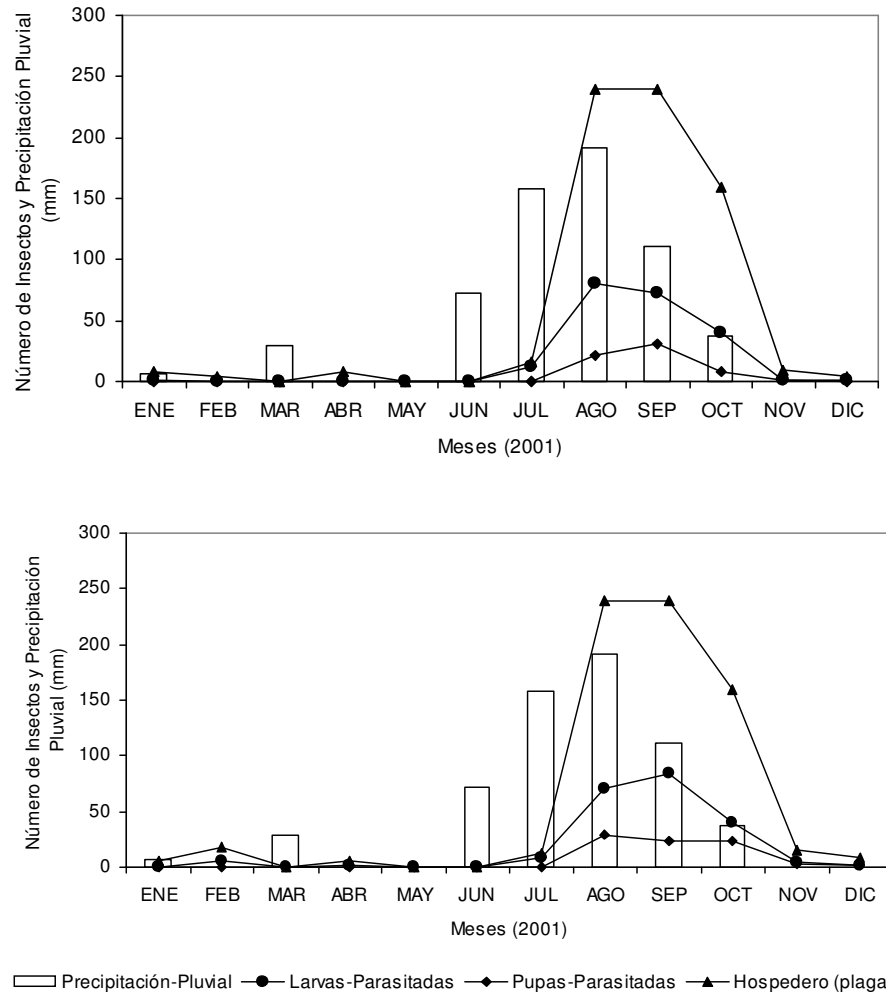 Número de Insectos y Precipitación Pluvial
(mm)
300
250
200
150
100
50
0
ENE FEB MAR ABR MAY JUN JUL AGO SEP OCT NOV DIC
Meses (2001)
Número de Insectos y Precipitación
Pluvial (mm)
300
250
200
150
100
50
0
ENE FEB MAR ABR MAY JUN JUL AGO SEP OCT NOV DIC
Meses (2001)
Precipitación-Pluvial Larvas-Parasitadas Pupas-Parasitadas Hospedero (plaga